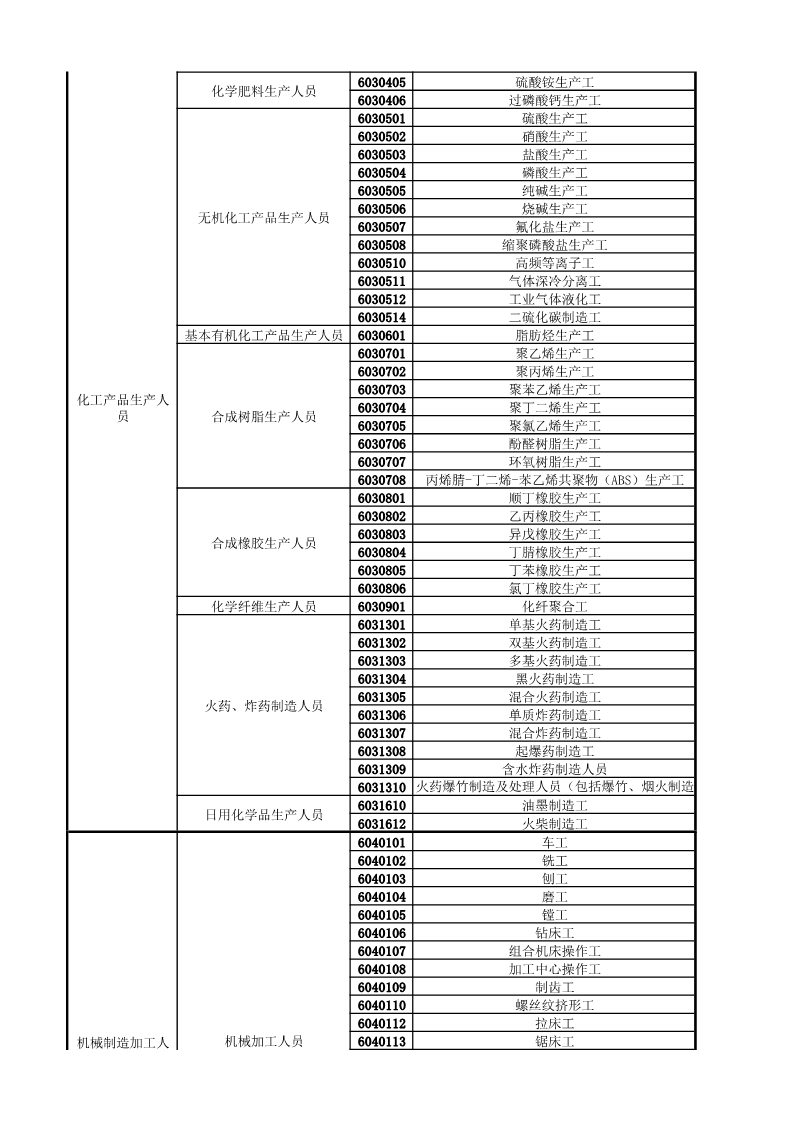 化学肥料生产人员
6030405 硫酸铵生产工
6030406 过磷酸钙生产工
无机化工产品生产人员
6030501 硫酸生产工
6030502 硝酸生产工
6030503 盐酸生产工
6030504 磷酸生产工
6030505 纯碱生产工
6030506 烧碱生产工
6030507 氟化盐生产工
6030508 缩聚磷酸盐生产工
6030510 高频等离子工
6030511 气体深冷分离工
6030512 工业气体液化工
6030514 二硫化碳制造工
基本有机化工产品生产人员 6030601 脂肪烃生产工
化工产品生产人
员
合成树脂生产人员
6030701 聚乙烯生产工
6030702 聚丙烯生产工
6030703 聚苯乙烯生产工
6030704 聚丁二烯生产工
6030705 聚氯乙烯生产工
6030706 酚醛树脂生产工
6030707 环氧树脂生产工
6030708 丙烯腈-丁二烯-苯乙烯共聚物（ABS）生产工
合成橡胶生产人员
6030801 顺丁橡胶生产工
6030802 乙丙橡胶生产工
6030803 异戊橡胶生产工
6030804 丁腈橡胶生产工
6030805 丁苯橡胶生产工
6030806 氯丁橡胶生产工
化学纤维生产人员 6030901 化纤聚合工
火药、炸药制造人员
6031301 单基火药制造工
6031302 双基火药制造工
6031303 多基火药制造工
6031304 黑火药制造工
6031305 混合火药制造工
6031306 单质炸药制造工
6031307 混合炸药制造工
6031308 起爆药制造工
6031309 含水炸药制造人员
6031310 火药爆竹制造及处理人员（包括爆竹、烟火制造
日用化学品生产人员
6031610 油墨制造工
6031612 火柴制造工
6040101 车工
6040102 铣工
6040103 刨工
6040104 磨工
6040105 镗工
6040106 钻床工
6040107 组合机床操作工
6040108 加工中心操作工
6040109 制齿工
6040110 螺丝纹挤形工
6040112 拉床工
机械制造加工人 机械加工人员 6040113 锯床工